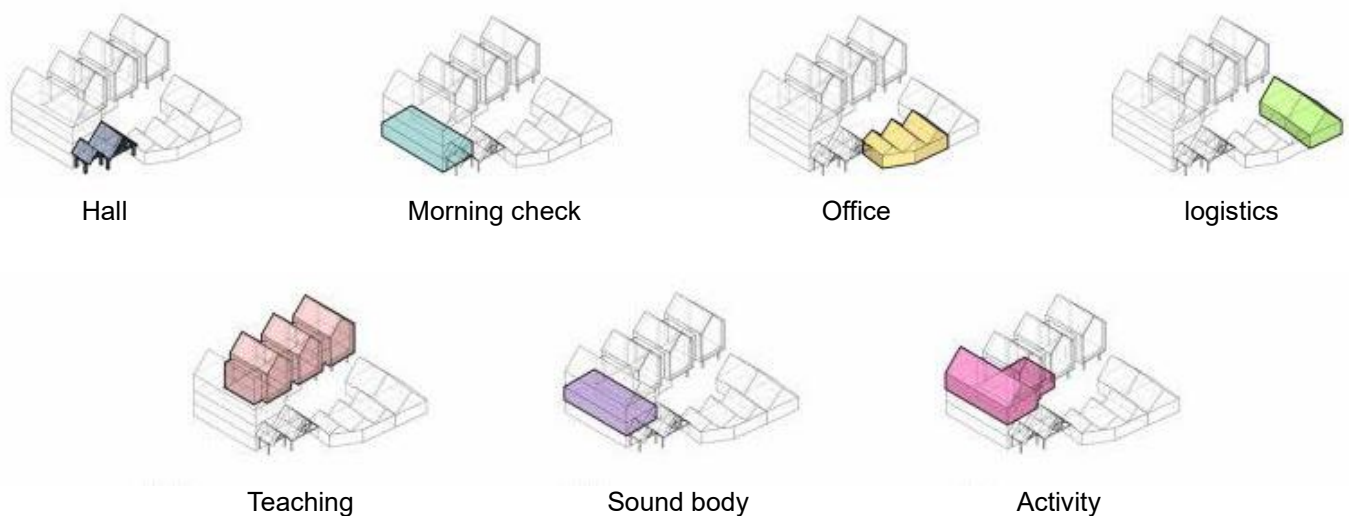 Hall
Morning check
Office
logistics
Teaching
Sound body
Activity